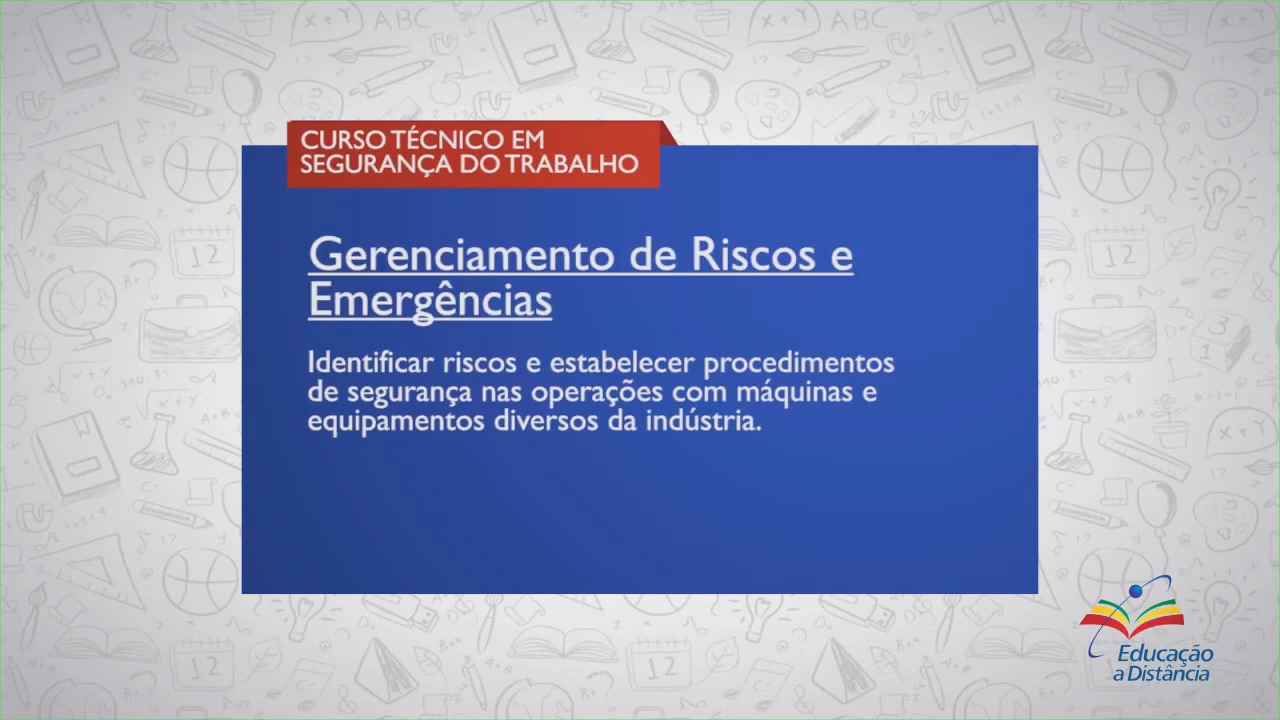 CURSO TÉCNICO EM
SEGURANÇA DO TRABALHO
Gerenciamento de Riscos e
Emergências
Identificar riscos e estabelecer procedimentos
de segurança nas operações com máquinas e
equipamentos diversos da indústria.
Educação
a Distância